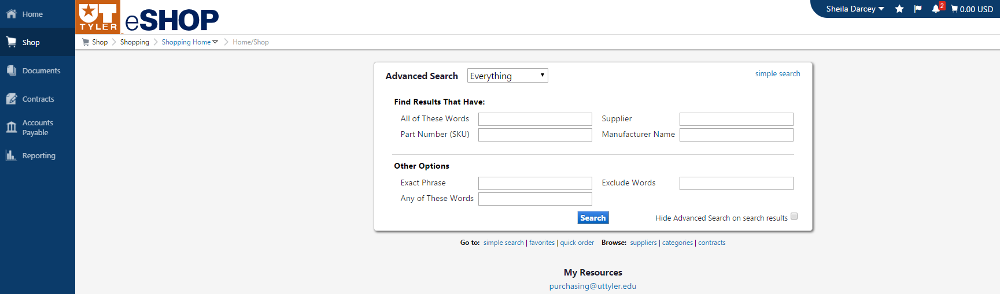 Home
Shop
Documents
Contracts
Accounts
Payable
Reporting
UT
TYLER
eSHOP
Sheila Darcey
2
0.00 USD
Shop Shopping Shopping Home Home/Shop
Advanced Search Everything simple search
Find Results That Have:
All of These Words Supplier
Part Number (SKU) Manufacturer Name
Other Options
Exact Phrase Exclude Words
Any of These Words
Search Hide Advanced Search on search results
Go to: simple search | favorites | quick order Browse: suppliers | categories | contracts
My Resources
purchasing@uttyler.edu